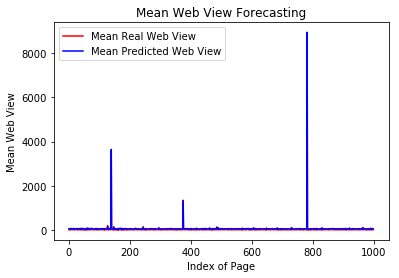 Mean Web View Forecasting
Mean Real Web View
Mean Predicted Web View
Mean Web View
8000
6000
4000
2000
0
0
200
400
600
800
1000
Index of Page